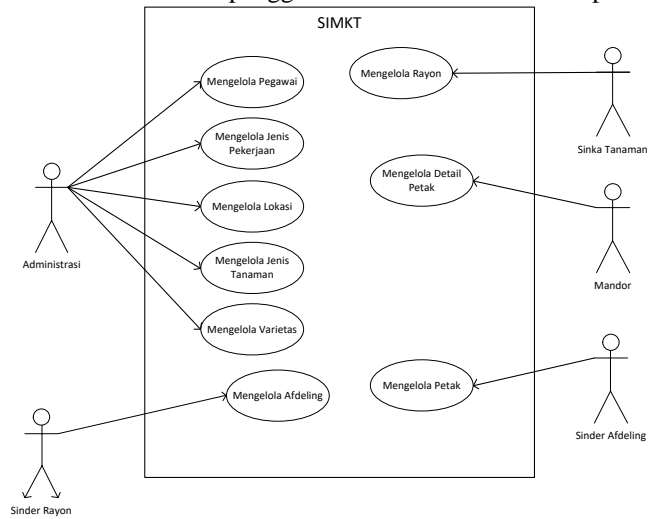 SIMKT
Mengelola Pegawai
Mengelola Rayon
Sinka Tanaman
Mengelola Jenis
Pekerjaan
Mengelola Detail
Petak
Mengelola Lokasi
Administrasi
Mengelola Jenis
Tanaman
Mandor
Mengelola Varietas
Mengelola Afdeling
Mengelola Petak
Sinder Afdeling
Sinder Rayon